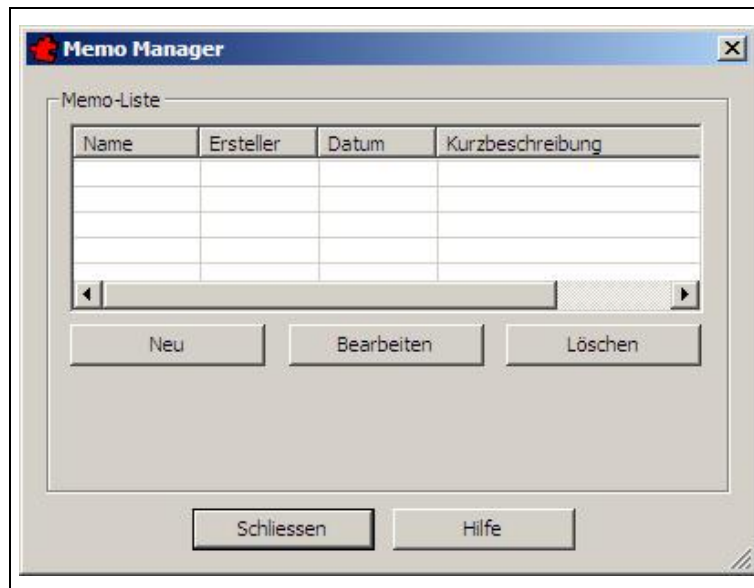 Memo Manager
Memo-Liste
Name Ersteller Datum Kurzbeschreibung
Neu Bearbeiten Löschen
Schliessen Hilfe